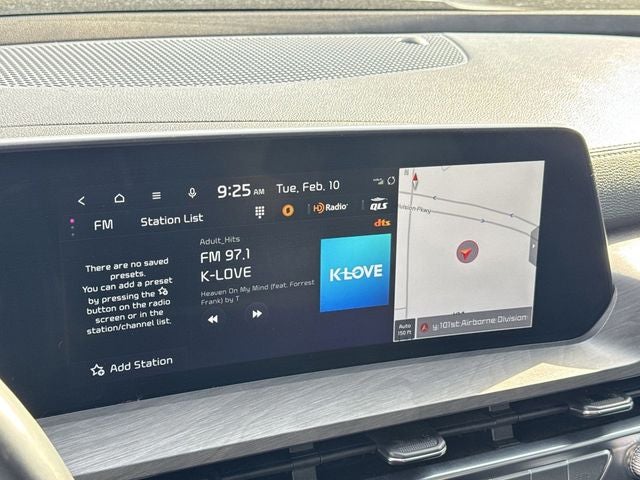 9:25 AM Tue, Feb. 10
FM Station List
HD Radio
QLS
dts
There are no saved
presets.
You can add a preset
by pressing the
button on the radio
screen or in the
station/channel list.
Add Station
Adult_Hits
FM 97.1
K-LOVE
Heaven On My Mind (feat. Forrest
Frank) by T
K-LOVE
N
Pkwy
Auto
150 ft
y:101st Airborne Division